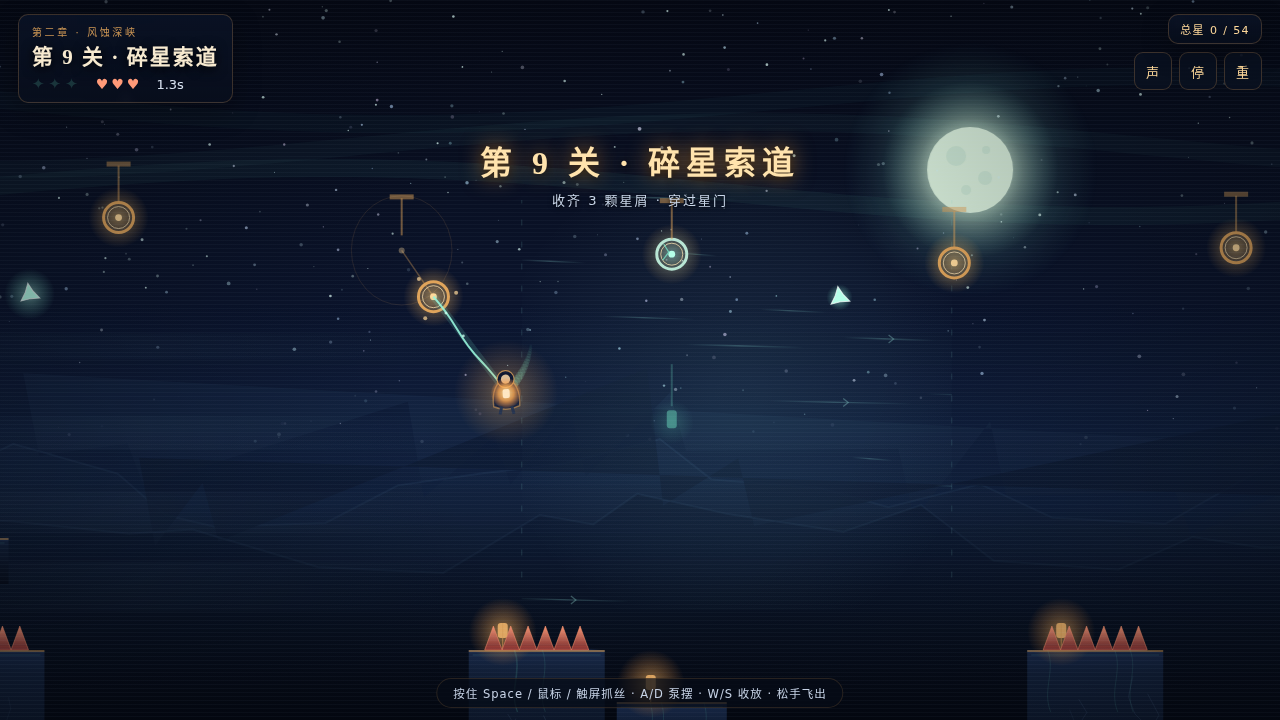 第二章 · 风蚀深峡
第 9 关 · 碎星索道
1.3s
总星 0 / 54
声 停 重
第 9 关 · 碎星索道
收齐 3 颗星屑 · 穿过星门
按住 Space / 鼠标 / 触屏抓丝 · A/D 泵摆 · W/S 收放 · 松手飞出